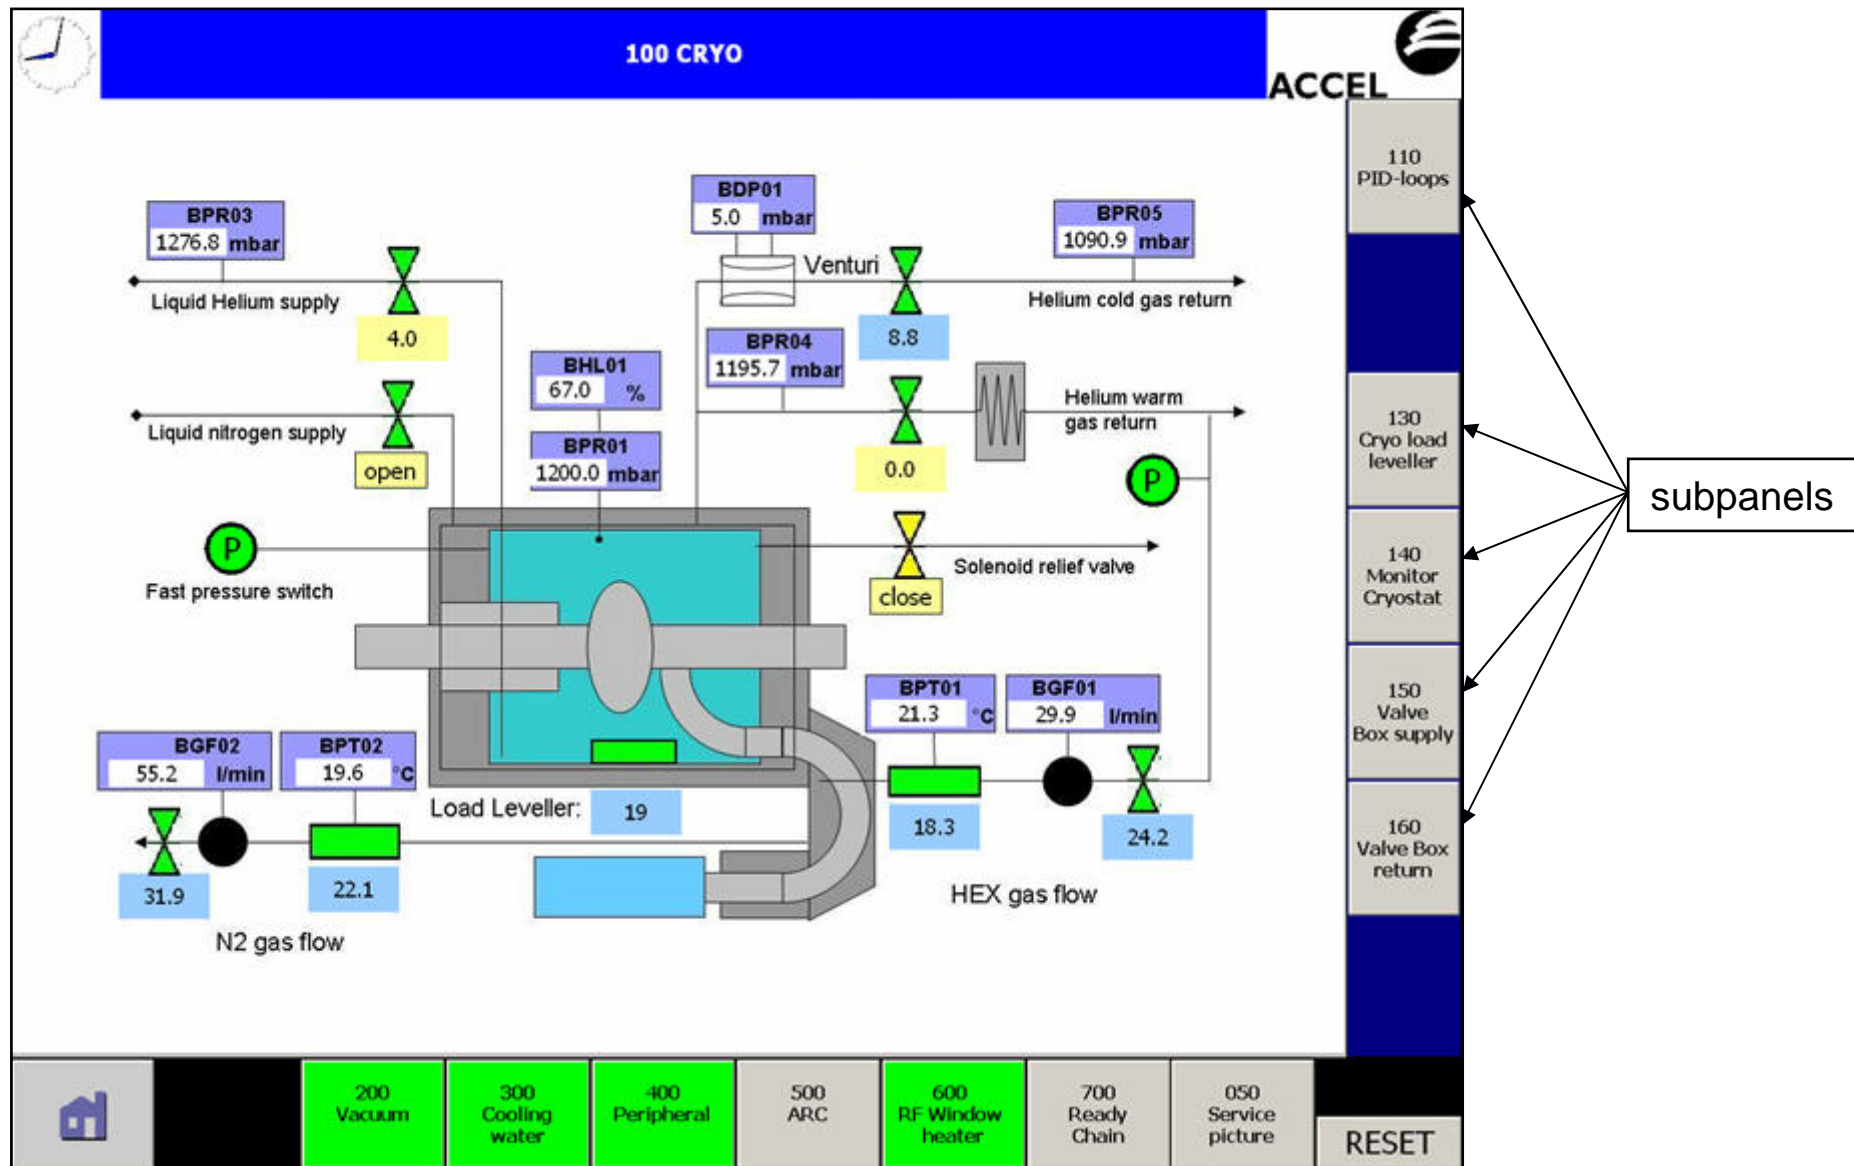 100 CRYO
ACCEL
110
PID-loops
BPR03
1276.8 mbar
Liquid Helium supply
4.0
BDP01
5.0 mbar
Venturi
8.8
BPR05
1090.9 mbar
Helium cold gas return
BHL01
67.0 %
BPR01
1200.0 mbar
BPR04
1195.7 mbar
0.0
Helium warm
gas return
P
Liquid nitrogen supply
open
P
Fast pressure switch
Solenoid relief valve
close
130
Cryo load
leveller
140
Monitor
Cryostat
150
Valve
Box supply
160
Valve Box
return
subpanels
BGF02
55.2 l/min
31.9
BPT02
19.6 °C
22.1
N2 gas flow
Load Leveller: 19
BPT01
21.3 °C
18.3
BGF01
29.9 l/min
24.2
HEX gas flow
200
Vacuum
300
Cooling
water
400
Peripheral
500
ARC
600
RF Window
heater
700
Ready
Chain
050
Service
picture
RESET